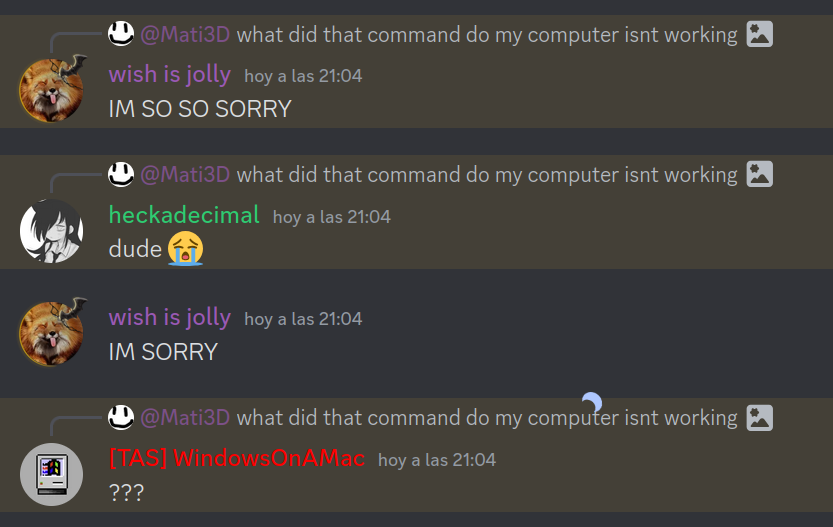 @Mati3D what did that command do my computer isnt working
wish is jolly hoy a las 21:04
IM SO SO SORRY
@Mati3D what did that command do my computer isnt working
heckadecimal hoy a las 21:04
dude 😭
wish is jolly hoy a las 21:04
IM SORRY
@Mati3D what did that command do my computer isnt working
[TAS] WindowsOnAMac hoy a las 21:04
???